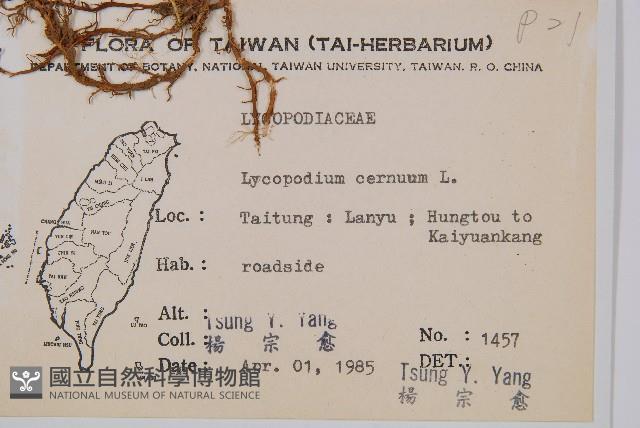 P71
FLORA OF TAIWAN (TAI-HERBARIUM)
DEPARTMENT OF BOTANY, NATIONAL TAIWAN UNIVERSITY, TAIWAN, R. O. CHINA
LYCOPODIACEAE
Lycopodium cernuum L.
Loc. : Taitung : Lanyu ; Hungtou to
Kaiyuankang
Hab. : roadside
Alt. :
Coll. : Tsung Y. Yang
楊 宗 愈
No. : 1457
Date : Apr. 01, 1985
DET. : Tsung Y. Yang
楊 宗 愈
國立自然科學博物館
NATIONAL MUSEUM OF NATURAL SCIENCE